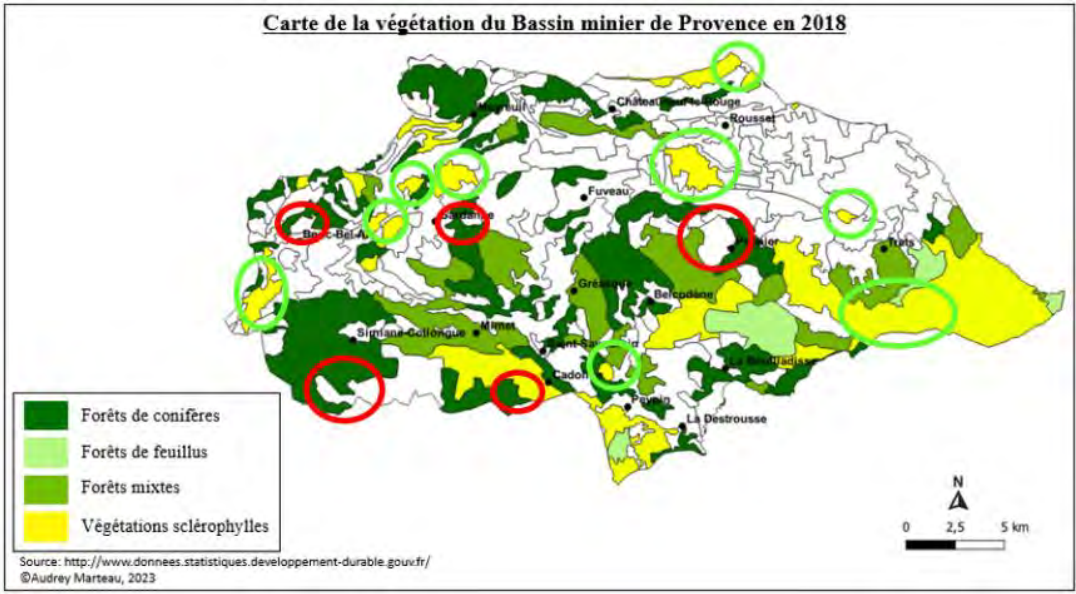 Carte de la végétation du Bassin minier de Provence en 2018
Meyreuil
Châteauneuf-le-Rouge
Rousset
Fuveau
Gardanne
Trets
Gréasque
Belcodène
Mimet
Simiane-Collongue
La Bouilladisse
Cadoli
Peypin
La Destrousse
Forêts de conifères
Forêts de feuillus
Forêts mixtes
Végétations sclérophylles
N
0 2,5 5 km
Source: http://www.donnees.statistiques.developpement-durable.gouv.fr/
©Audrey Marteau, 2023